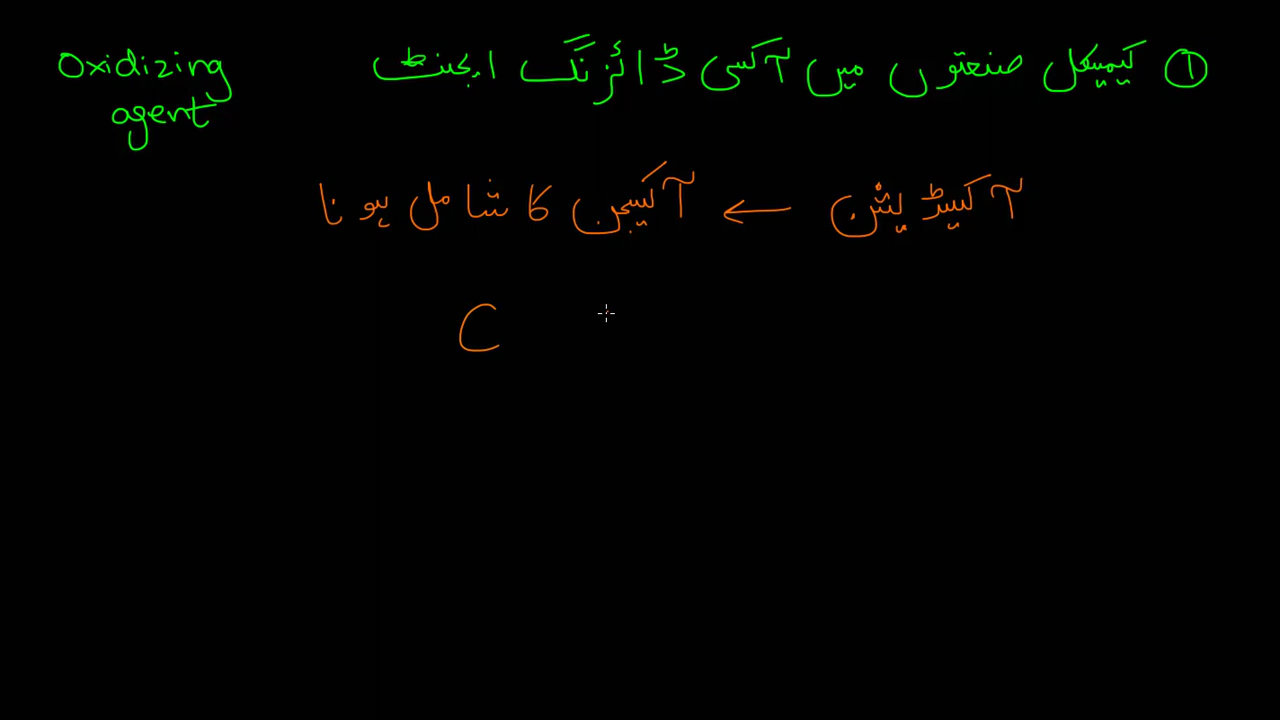 ① کیمیکل صنعتوں میں آکسی ڈائزنگ ایجنٹ
Oxidizing
agent
آکسیڈیشن ← آکسیجن کا شامل ہونا
C